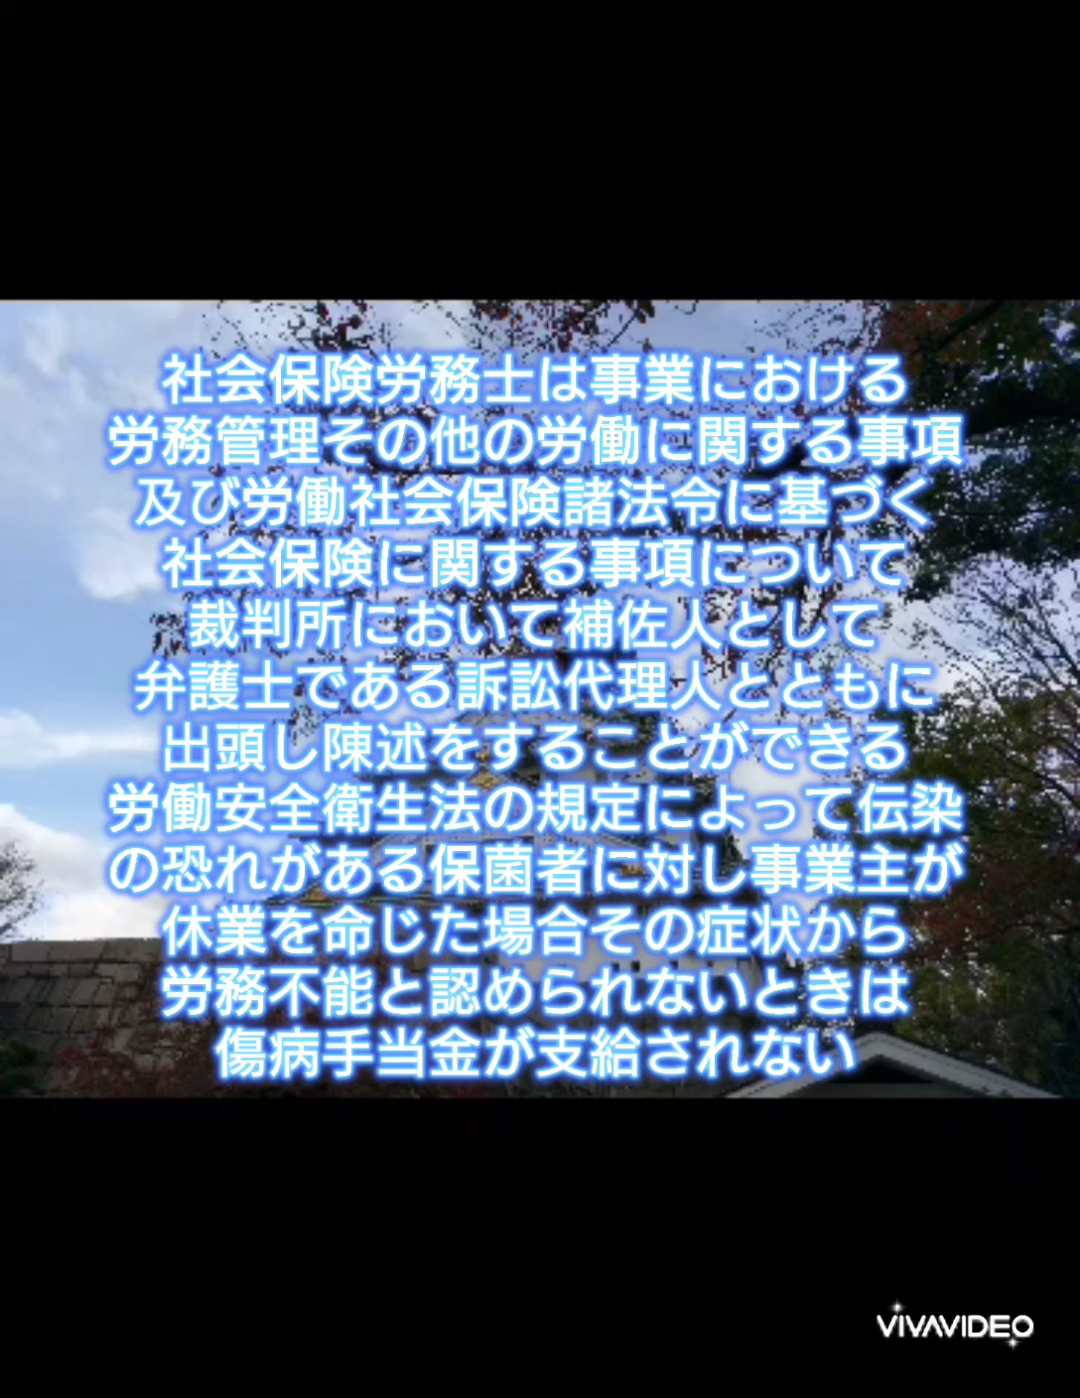 社会保険労務士は事業における
労務管理その他の労働に関する事項
及び労働社会保険諸法令に基づく
社会保険に関する事項について
裁判所において補佐人として
弁護士である訴訟代理人とともに
出頭し陳述をすることができる
労働安全衛生法の規定によって伝染
の恐れがある保菌者に対し事業主が
休業を命じた場合その症状から
労務不能と認められないときは
傷病手当金が支給されない
VIVAVIDEO